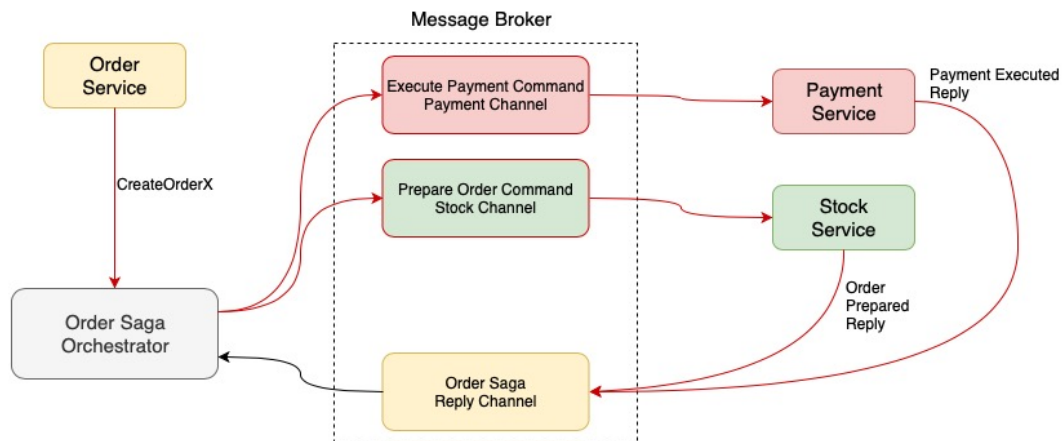 Message Broker
Order
Service
Execute Payment Command
Payment Channel
Payment
Service
Payment Executed
Reply
CreateOrderX
Prepare Order Command
Stock Channel
Stock
Service
Order
Prepared
Reply
Order Saga
Orchestrator
Order Saga
Reply Channel